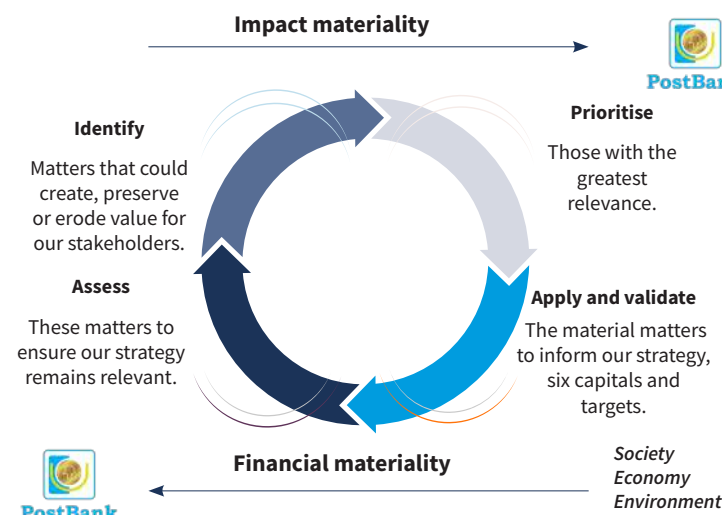 Impact materiality
PostBan
Identify
Matters that could
create, preserve
or erode value for
our stakeholders.
Prioritise
Those with the
greatest
relevance.
Assess
These matters to
ensure our strategy
remains relevant.
Apply and validate
The material matters
to inform our strategy,
six capitals and
targets.
PostBank
Financial materiality
Society
Economy
Environment